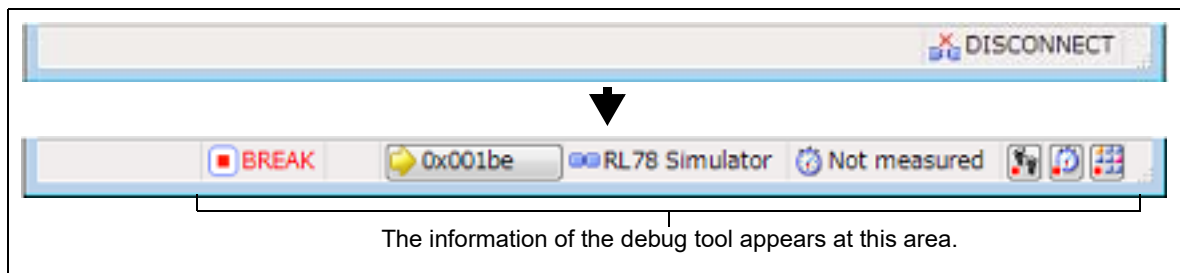 DISCONNECT
BREAK 0x001be RL78 Simulator Not measured
The information of the debug tool appears at this area.